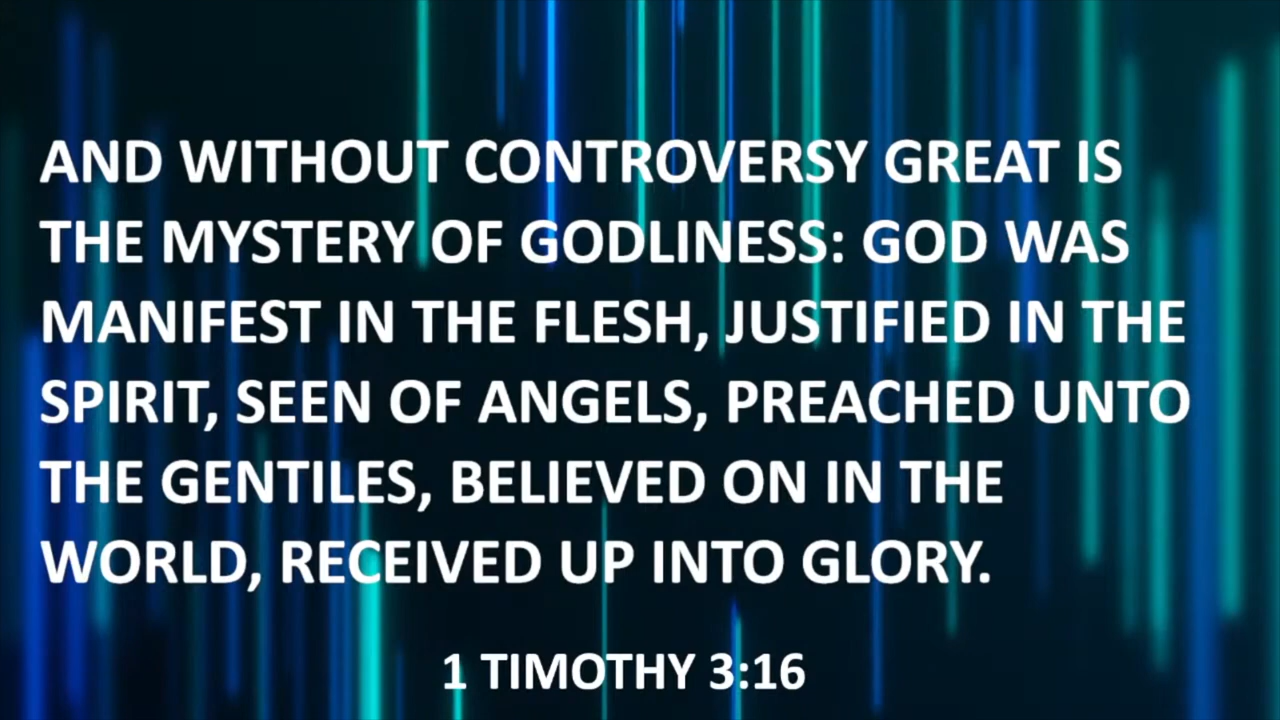 AND WITHOUT CONTROVERSY GREAT IS
THE MYSTERY OF GODLINESS: GOD WAS
MANIFEST IN THE FLESH, JUSTIFIED IN THE
SPIRIT, SEEN OF ANGELS, PREACHED UNTO
THE GENTILES, BELIEVED ON IN THE
WORLD, RECEIVED UP INTO GLORY.
1 TIMOTHY 3:16